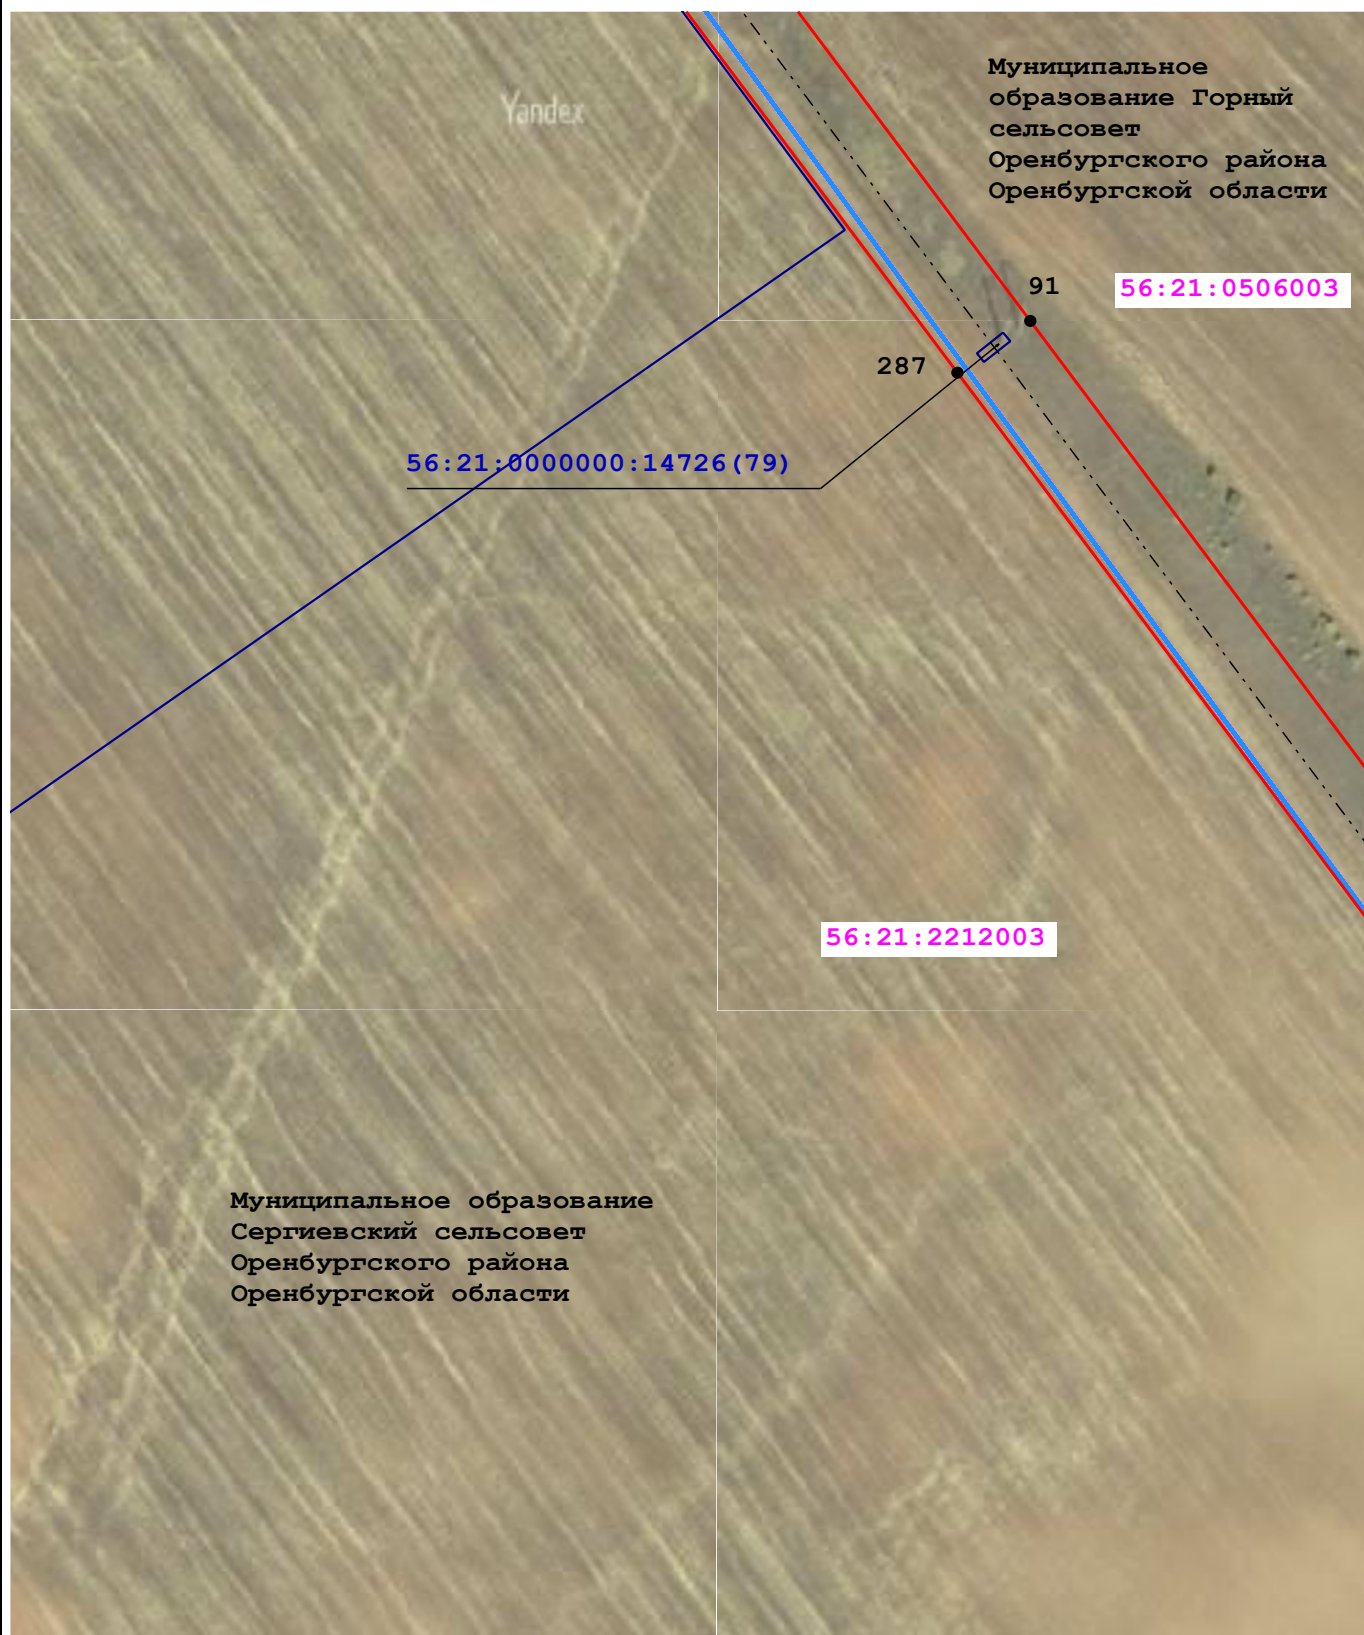 Муниципальное
образование Горный
сельсовет
Оренбургского района
Оренбургской области
Yandex
91
56:21:0506003
287
56:21:0000000:14726(79)
56:21:2212003
Муниципальное образование
Сергиевский сельсовет
Оренбургского района
Оренбургской области